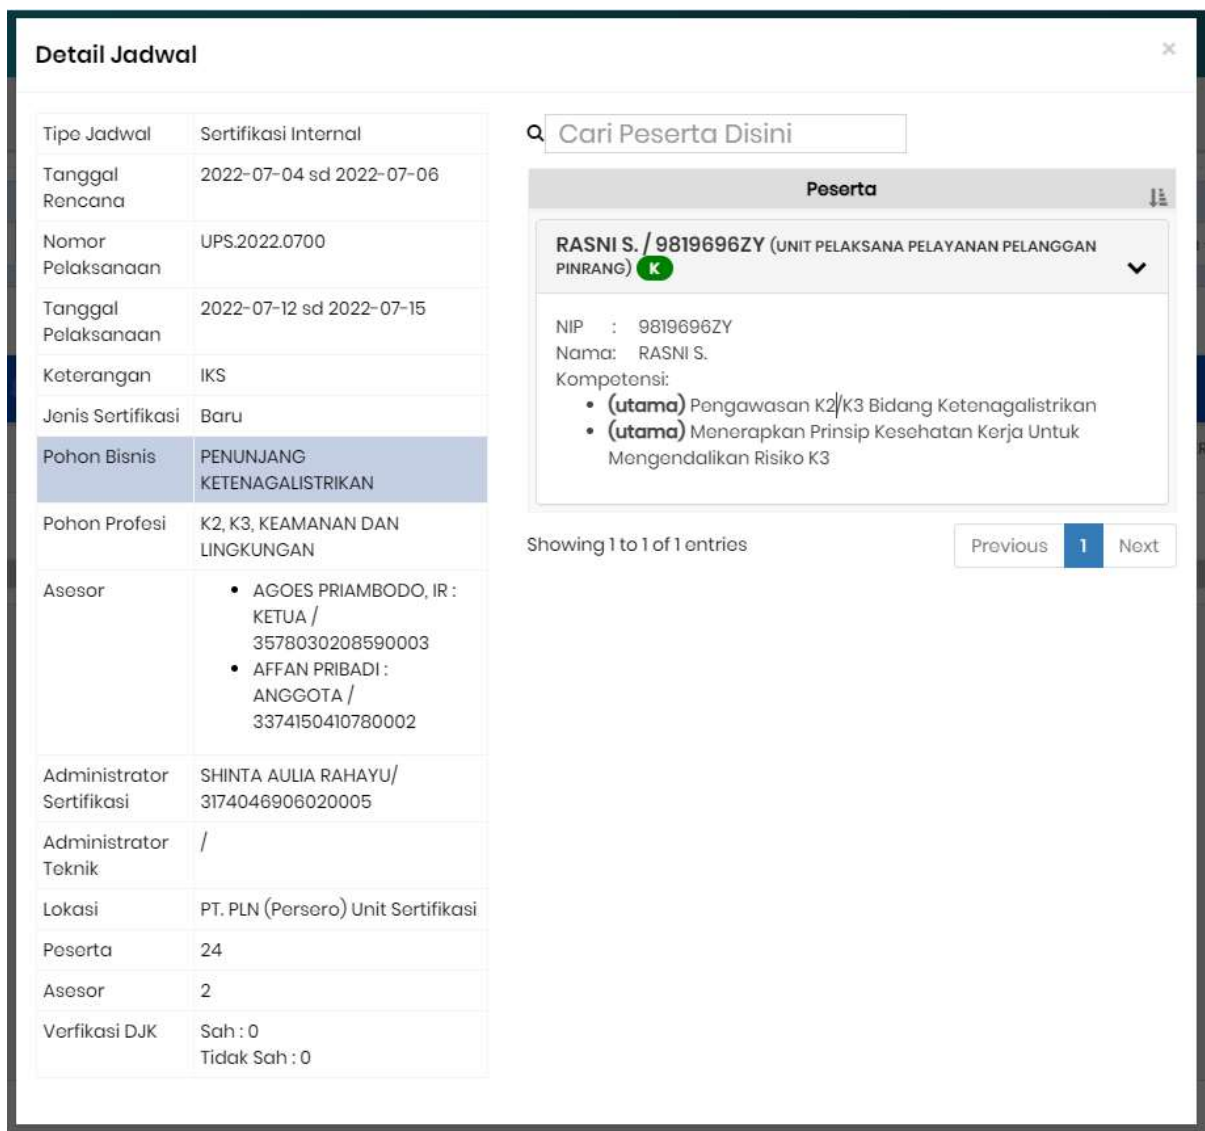 Detail Jadwal
×
Tipe Jadwal Sertifikasi Internal
Tanggal Rencana 2022-07-04 sd 2022-07-06
Nomor Pelaksanaan UPS.2022.0700
Tanggal Pelaksanaan 2022-07-12 sd 2022-07-15
Keterangan IKS
Jenis Sertifikasi Baru
Pohon Bisnis PENUNJANG
KETENAGALISTRIKAN
Pohon Profesi K2, K3, KEAMANAN DAN
LINGKUNGAN
Asesor
• AGOES PRIAMBODO, IR :
KETUA /
3578030208590003
• AFFAN PRIBADI :
ANGGOTA /
3374150410780002
Administrator Sertifikasi SHINTA AULIA RAHAYU/
3174046906020005
Administrator Teknik /
Lokasi PT. PLN (Persero) Unit Sertifikasi
Peserta 24
Asesor 2
Verfikasi DJK Sah : 0
Tidak Sah : 0
Cari Peserta Disini
Peserta
RASNI S. / 9819696ZY (UNIT PELAKSANA PELAYANAN PELANGGAN
PINRANG) K
NIP : 9819696ZY
Nama: RASNI S.
Kompetensi:
• (utama) Pengawasan K2/K3 Bidang Ketenagalistrikan
• (utama) Menerapkan Prinsip Kesehatan Kerja Untuk
Mengendalikan Risiko K3
Showing 1 to 1 of 1 entries
Previous 1 Next